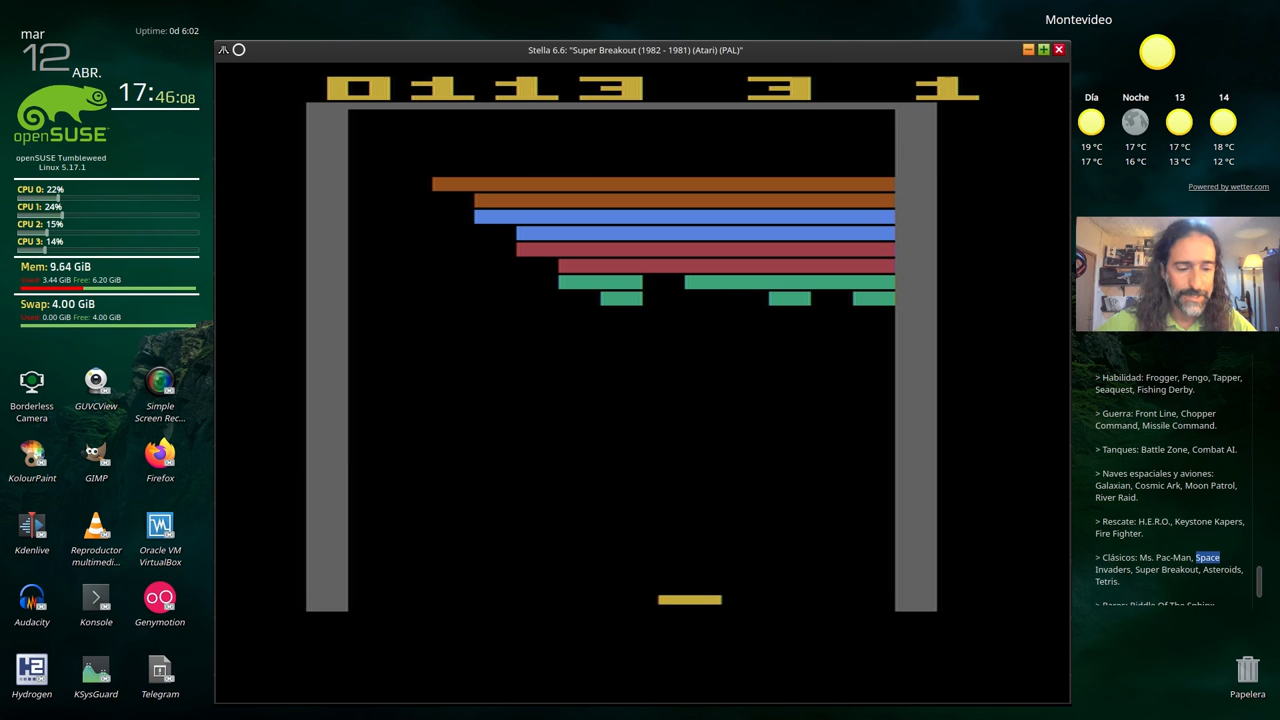 mar
12
ABR.
Uptime: 0d 6:02
17:46:08
openSUSE
openSUSE Tumbleweed
Linux 5.17.1
CPU 0: 22%
CPU 1: 24%
CPU 2: 15%
CPU 3: 14%
Mem: 9.64 GiB
Used: 3.44 GiB Free: 6.20 GiB
Swap: 4.00 GiB
Used: 0.00 GiB Free: 4.00 GiB
Borderless
Camera
GUVCView
Simple
Screen Rec...
KolourPaint
GIMP
Firefox
Kdenlive
Reproductor
multimedi...
Oracle VM
VirtualBox
Audacity
Konsole
Genymotion
Hydrogen
KSysGuard
Telegram
Stella 6.6: "Super Breakout (1982 - 1981) (Atari) (PAL)"
0113 3 1
Montevideo
Día Noche 13 14
19 °C 17 °C 17 °C 18 °C
17 °C 16 °C 13 °C 12 °C
Powered by wetter.com
> Habilidad: Frogger, Pengo, Tapper,
Seaquest, Fishing Derby.
> Guerra: Front Line, Chopper
Command, Missile Command.
> Tanques: Battle Zone, Combat AI.
> Naves espaciales y aviones:
Galaxian, Cosmic Ark, Moon Patrol,
River Raid.
> Rescate: H.E.R.O., Keystone Kapers,
Fire Fighter.
> Clásicos: Ms. Pac-Man, Space
Invaders, Super Breakout, Asteroids,
Tetris.
> Raros: Riddle Of The Sphinx
Papelera